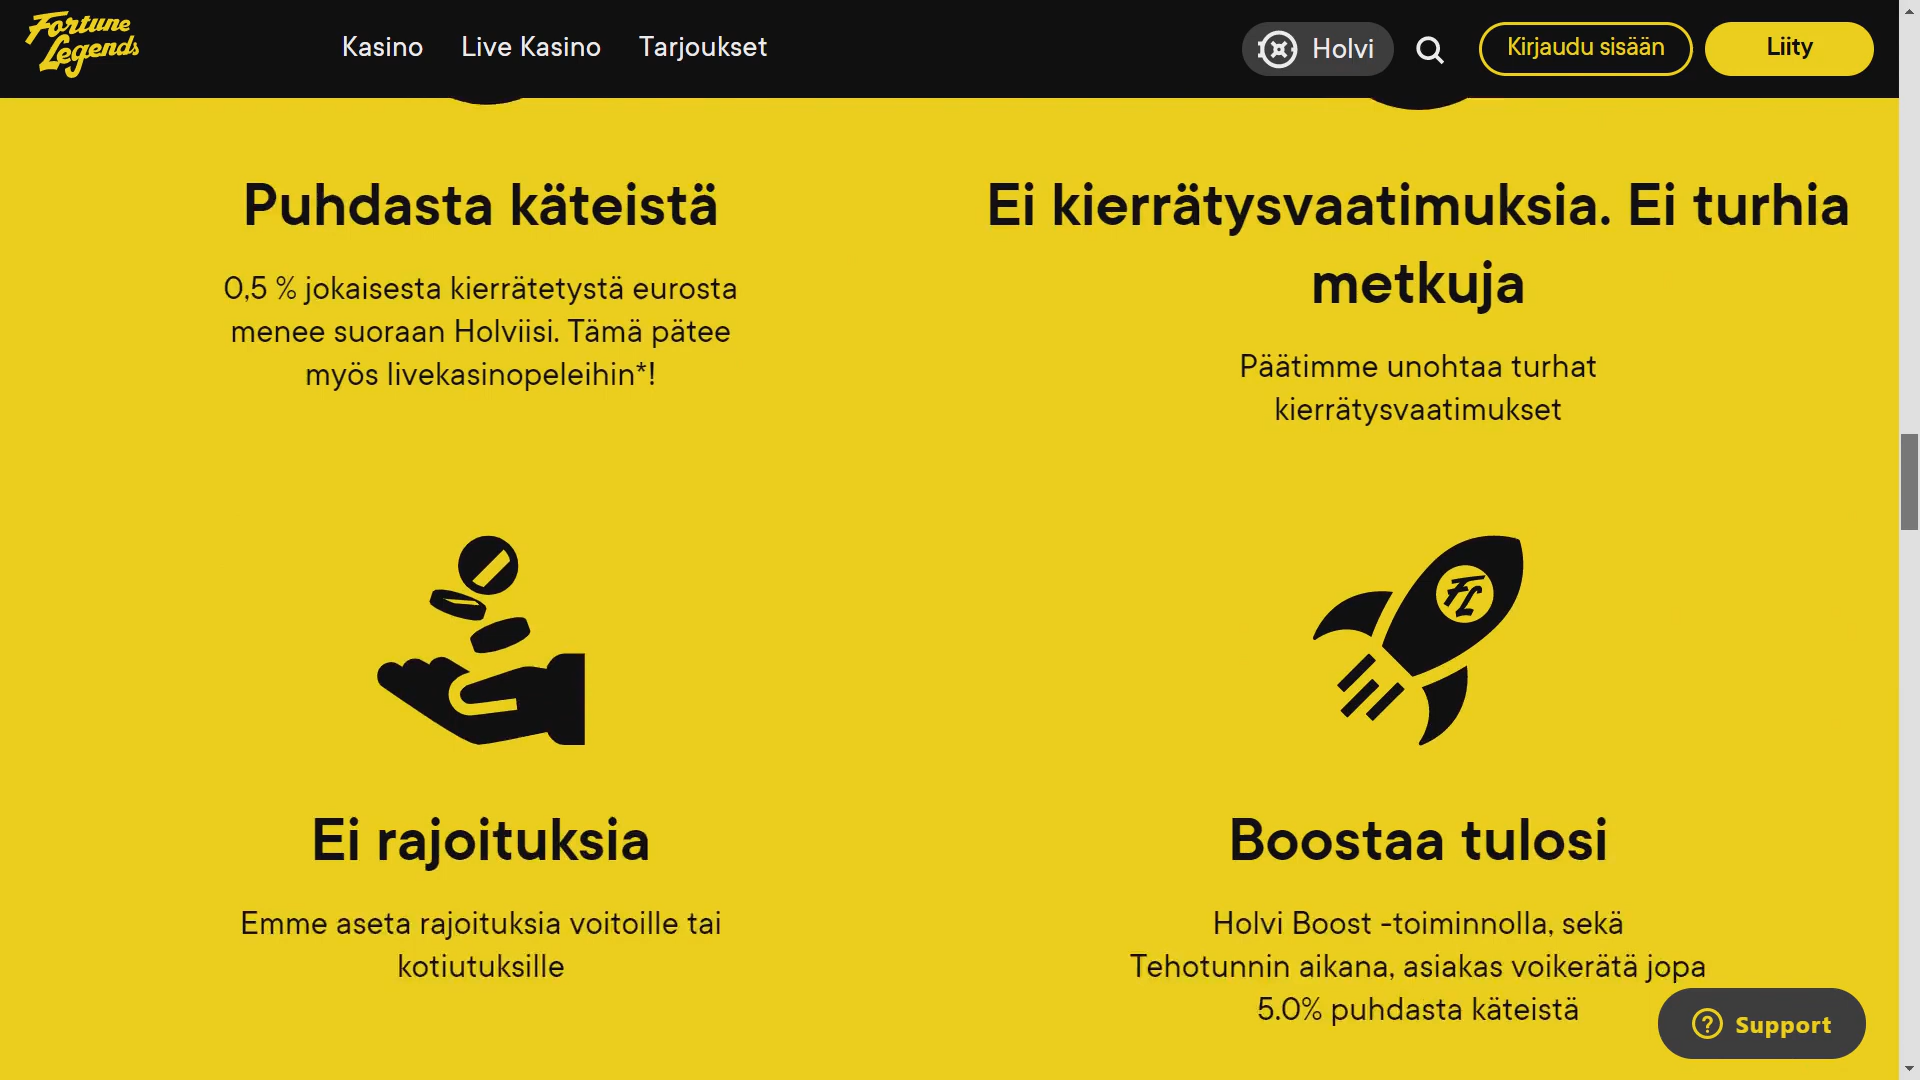 Fortune
Legends
Kasino Live Kasino Tarjoukset
Holvi
Kirjaudu sisään
Liity
Puhdasta käteistä
0,5 % jokaisesta kierrätetystä eurosta
menee suoraan Holviisi. Tämä pätee
myös livekasinopeleihin*!
Ei kierrätysvaatimuksia. Ei turhia
metkuja
Päätimme unohtaa turhat
kierrätysvaatimukset
FL
Ei rajoituksia
Emme aseta rajoituksia voitoille tai
kotiutuksille
Boostaa tulosi
Holvi Boost -toiminnolla, sekä
Tehotunnin aikana, asiakas voikerätä jopa
5.0% puhdasta käteistä
Support